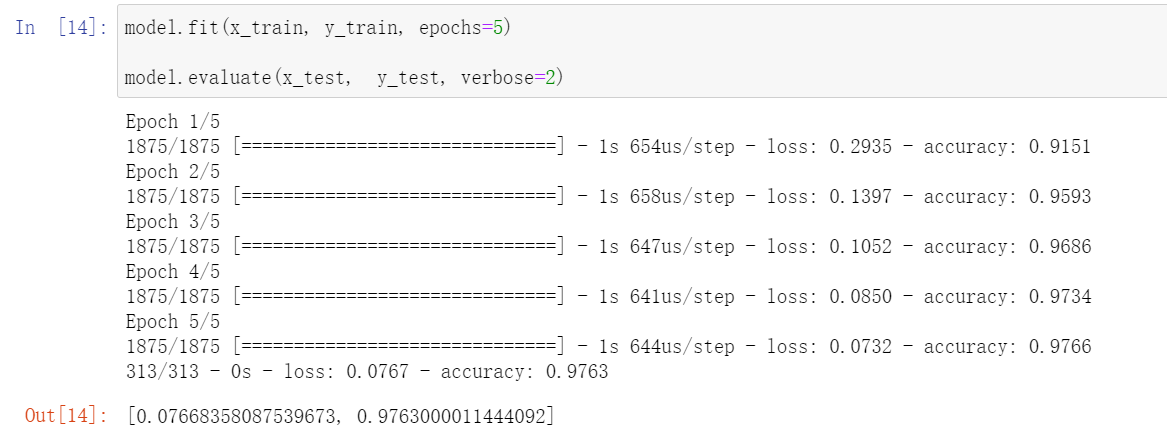 In [14]: model.fit(x_train, y_train, epochs=5)
model.evaluate(x_test,  y_test, verbose=2)
Epoch 1/5
1875/1875 [==============================] - 1s 654us/step - loss: 0.2935 - accuracy: 0.9151
Epoch 2/5
1875/1875 [==============================] - 1s 658us/step - loss: 0.1397 - accuracy: 0.9593
Epoch 3/5
1875/1875 [==============================] - 1s 647us/step - loss: 0.1052 - accuracy: 0.9686
Epoch 4/5
1875/1875 [==============================] - 1s 641us/step - loss: 0.0850 - accuracy: 0.9734
Epoch 5/5
1875/1875 [==============================] - 1s 644us/step - loss: 0.0732 - accuracy: 0.9766
313/313 - 0s - loss: 0.0767 - accuracy: 0.9763
Out[14]: [0.07668358087539673, 0.9763000011444092]